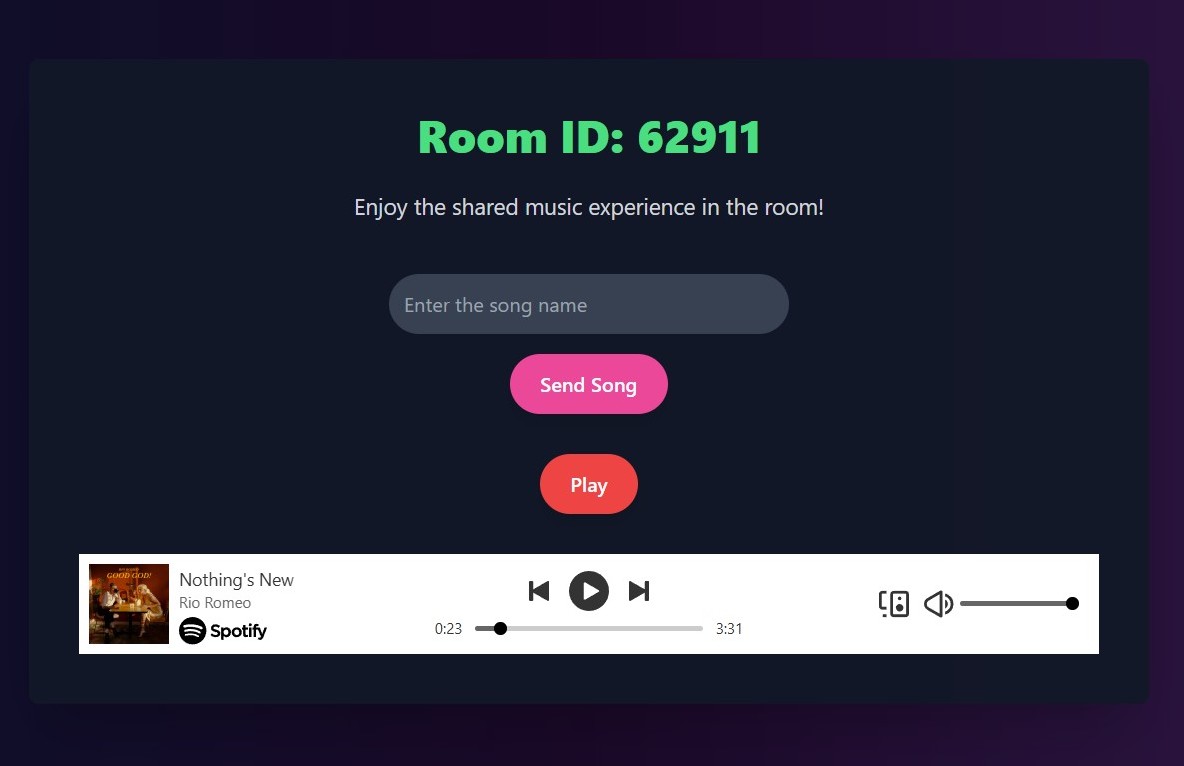 Room ID: 62911
Enjoy the shared music experience in the room!
Enter the song name
Send Song
Play
GOOD GOD!
Nothing's New
Rio Romeo
Spotify
0:23
3:31